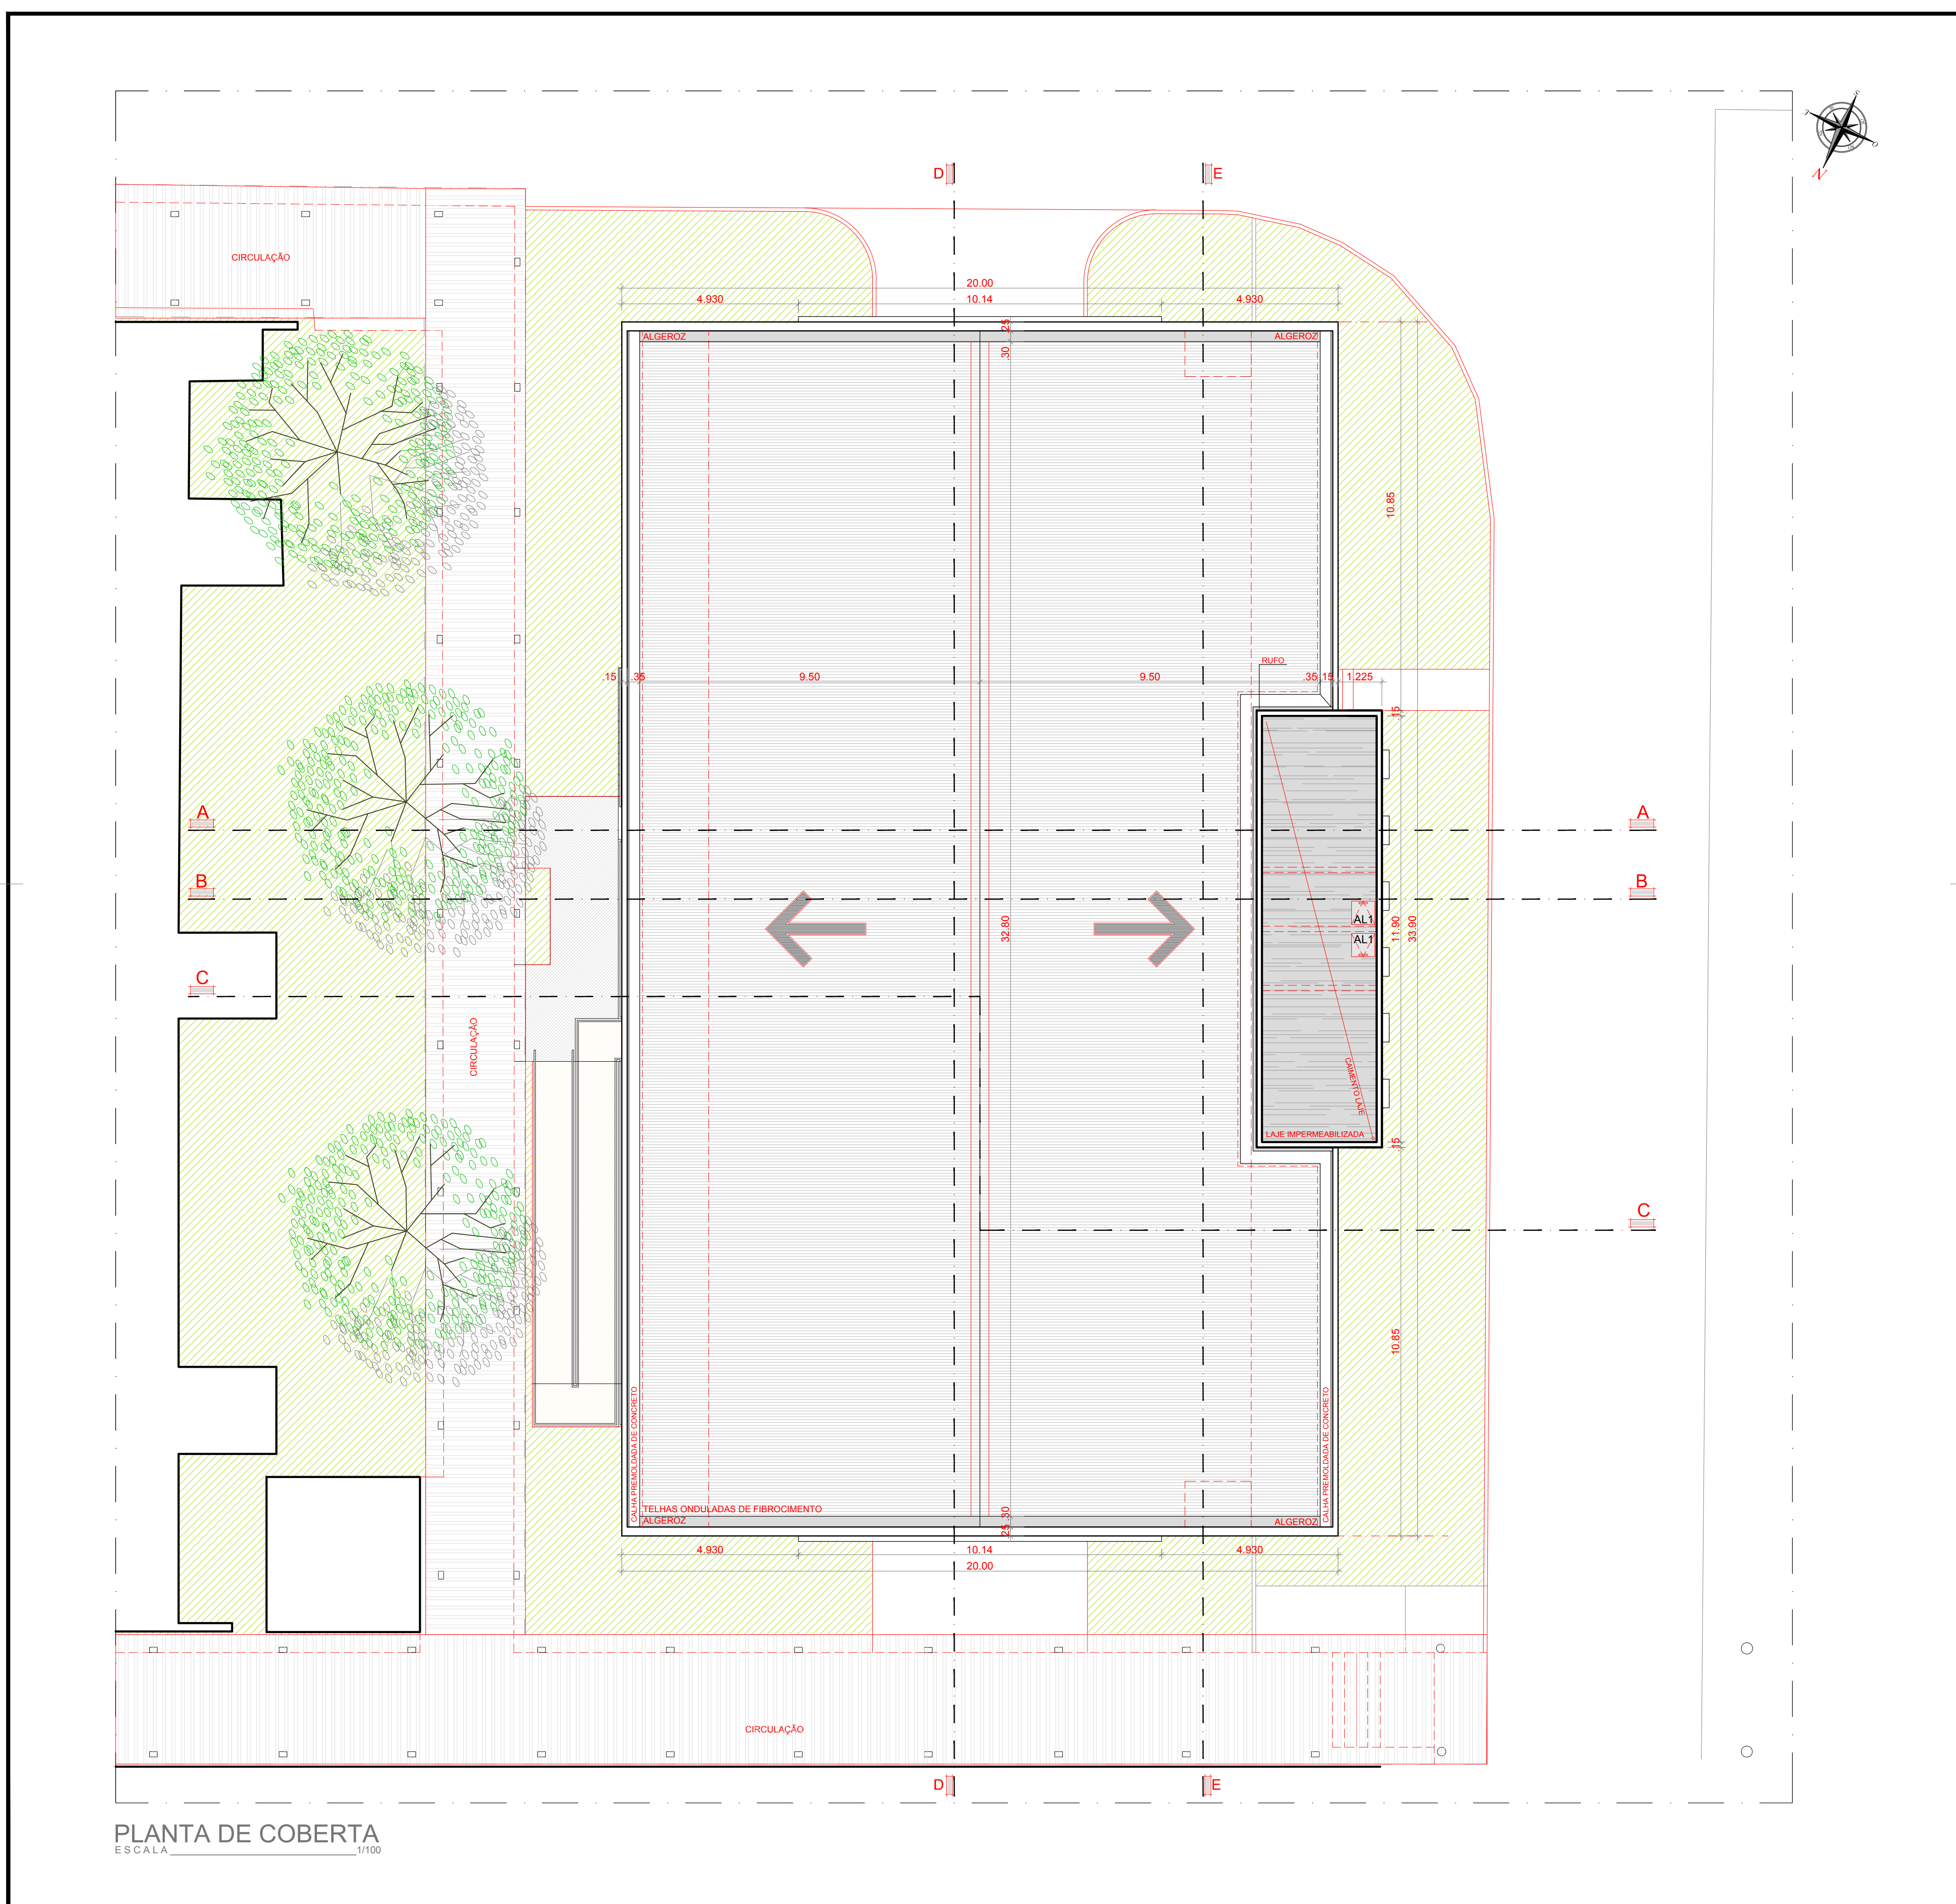 S
E
O
N
D
E
CIRCULAÇÃO
20.00
4.930
10.14
4.930
.25
ALGEROZ
ALGEROZ
.30
10.85
RUFO
.15
.35
9.50
9.50
.35
.15
1.225
.15
A
A
B
B
AL1
AL1
32.80
11.90
33.90
C
CIRCULAÇÃO
CAIMENTO LAJE
LAJE IMPERMEABILIZADA
.15
C
10.85
CALHA PREMOLDADA DE CONCRETO
CALHA PREMOLDADA DE CONCRETO
TELHAS ONDULADAS DE FIBROCIMENTO
.30
ALGEROZ
ALGEROZ
.25
4.930
10.14
4.930
20.00
CIRCULAÇÃO
D
E
PLANTA DE COBERTA
ESCALA 1/100